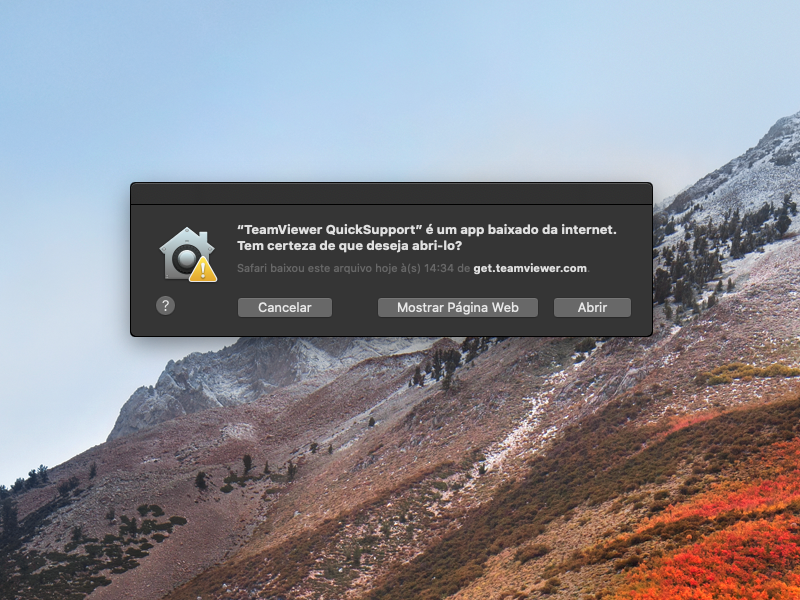 “TeamViewer QuickSupport” é um app baixado da internet.
Tem certeza de que deseja abri-lo?
Safari baixou este arquivo hoje à(s) 14:34 de get.teamviewer.com.
?
Cancelar
Mostrar Página Web
Abrir